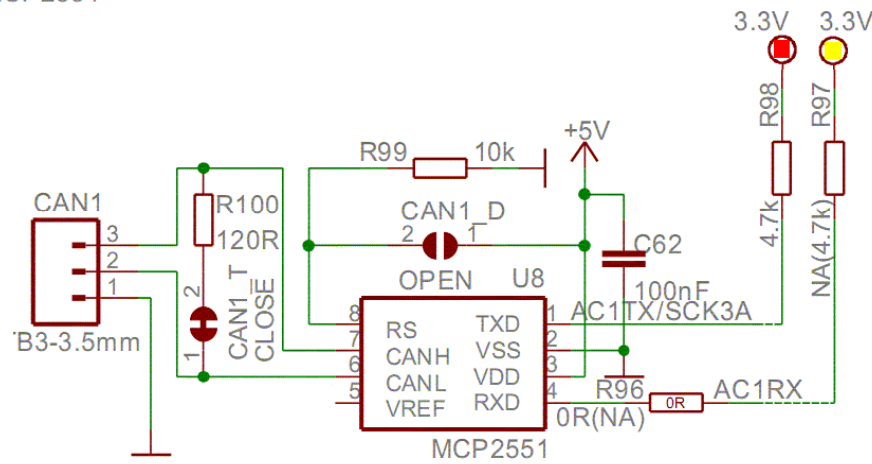 3.3V
3.3V
R98
R97
+5V
R99
10k
CAN1
R100
CAN1_D
120R
3
2
1
2
1
C62
4.7k
NA(4.7k)
OPEN
U8
100nF
2
1
CAN1_T
CLOSE
8
RS
TXD
1
AC1TX/SCK3A
7
CANH
VSS
2
6
CANL
VDD
3
5
VREF
RXD
4
R96
0R
AC1RX
0R(NA)
TB3-3.5mm
MCP2551